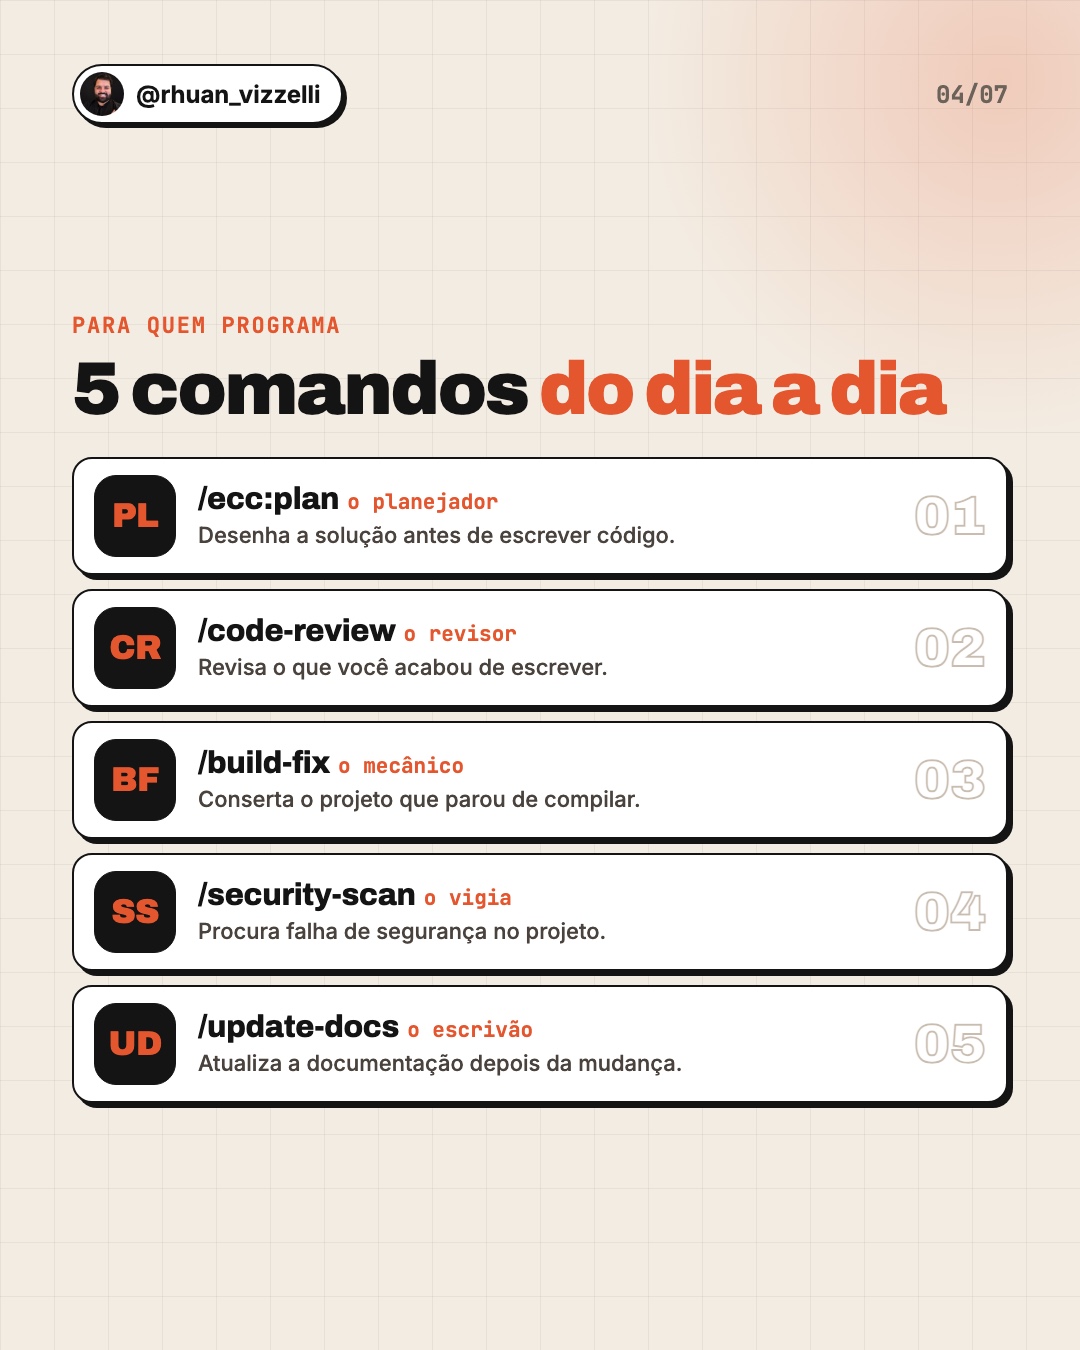 @rhuan_vizzelli
04/07
PARA QUEM PROGRAMA
5 comandos do dia a dia
PL
/ecc:plan o planejador
Desenha a solução antes de escrever código.
01
CR
/code-review o revisor
Revisa o que você acabou de escrever.
02
BF
/build-fix o mecânico
Conserta o projeto que parou de compilar.
03
SS
/security-scan o vigia
Procura falha de segurança no projeto.
04
UD
/update-docs o escrivão
Atualiza a documentação depois da mudança.
05